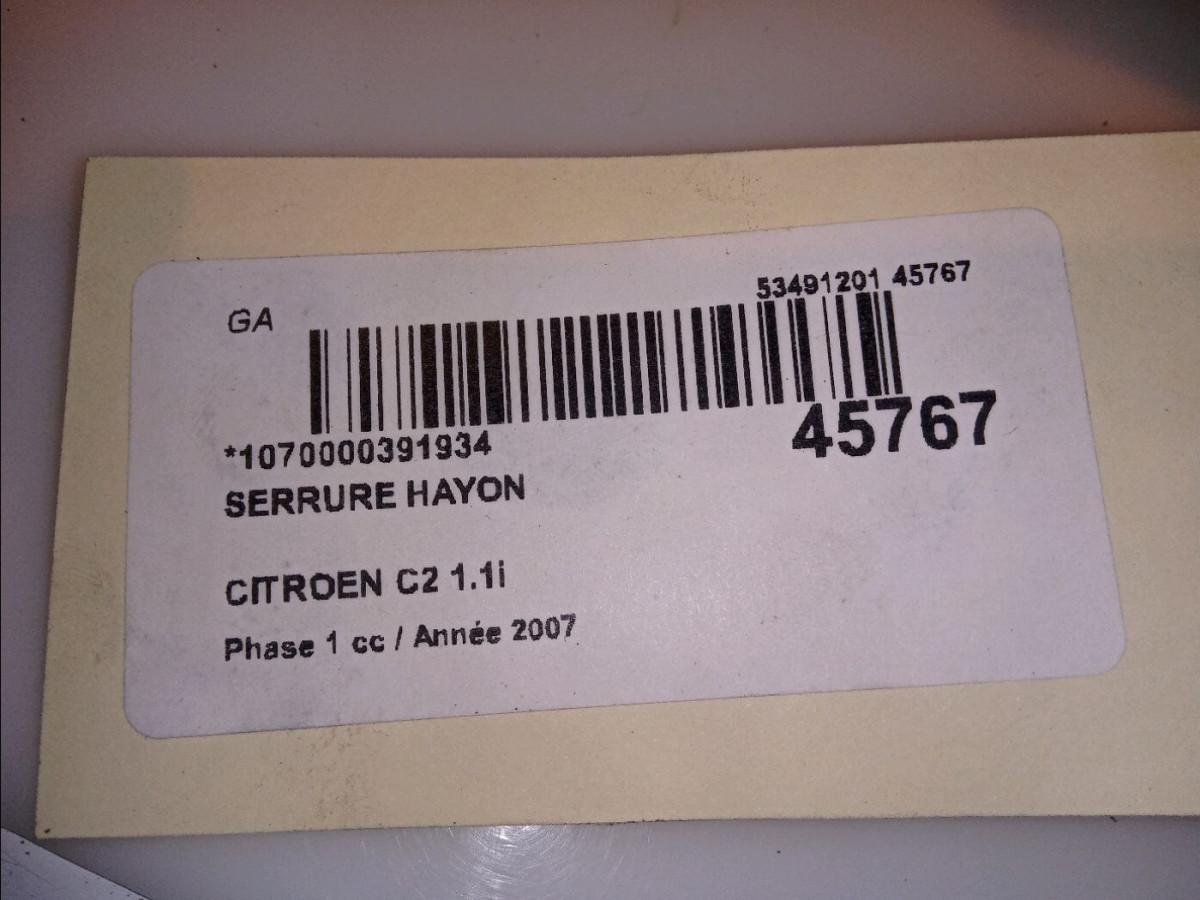 53491201 45767
GA
45767
*1070000391934
SERRURE HAYON
CITROEN C2 1.1i
Phase 1 cc / Année 2007